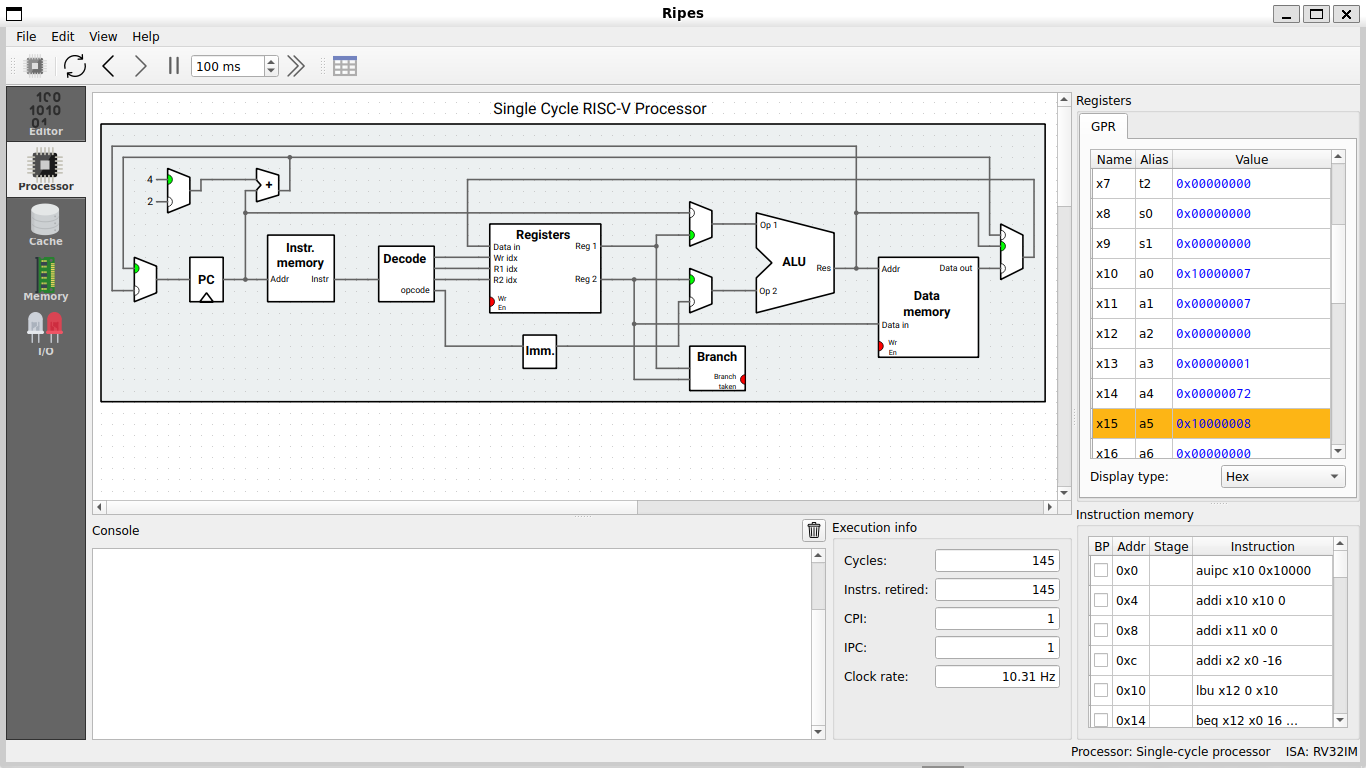 Ripes
File Edit View Help
100 ms
Editor
Processor
Cache
Memory
I/O
Single Cycle RISC-V Processor
4
2
+
PC
Instr. memory
Addr Instr
Decode
opcode
Registers
Data in
Wr idx
R1 idx
R2 idx
Wr En
Reg 1
Reg 2
Imm.
Branch
Branch taken
Op 1
Op 2
ALU
Res
Addr
Data out
Data memory
Data in
Wr En
Registers
GPR
Name Alias Value
x7 t2 0x00000000
x8 s0 0x00000000
x9 s1 0x00000000
x10 a0 0x10000007
x11 a1 0x00000007
x12 a2 0x00000000
x13 a3 0x00000001
x14 a4 0x00000072
x15 a5 0x10000008
x16 a6 0x00000000
Display type: Hex
Console
Execution info
Cycles: 145
Instrs. retired: 145
CPI: 1
IPC: 1
Clock rate: 10.31 Hz
Instruction memory
BP Addr Stage Instruction
0x0 auipc x10 0x10000
0x4 addi x10 x10 0
0x8 addi x11 x0 0
0xc addi x2 x0 -16
0x10 lbu x12 0 x10
0x14 beq x12 x0 16 ...
Processor: Single-cycle processor ISA: RV32IM